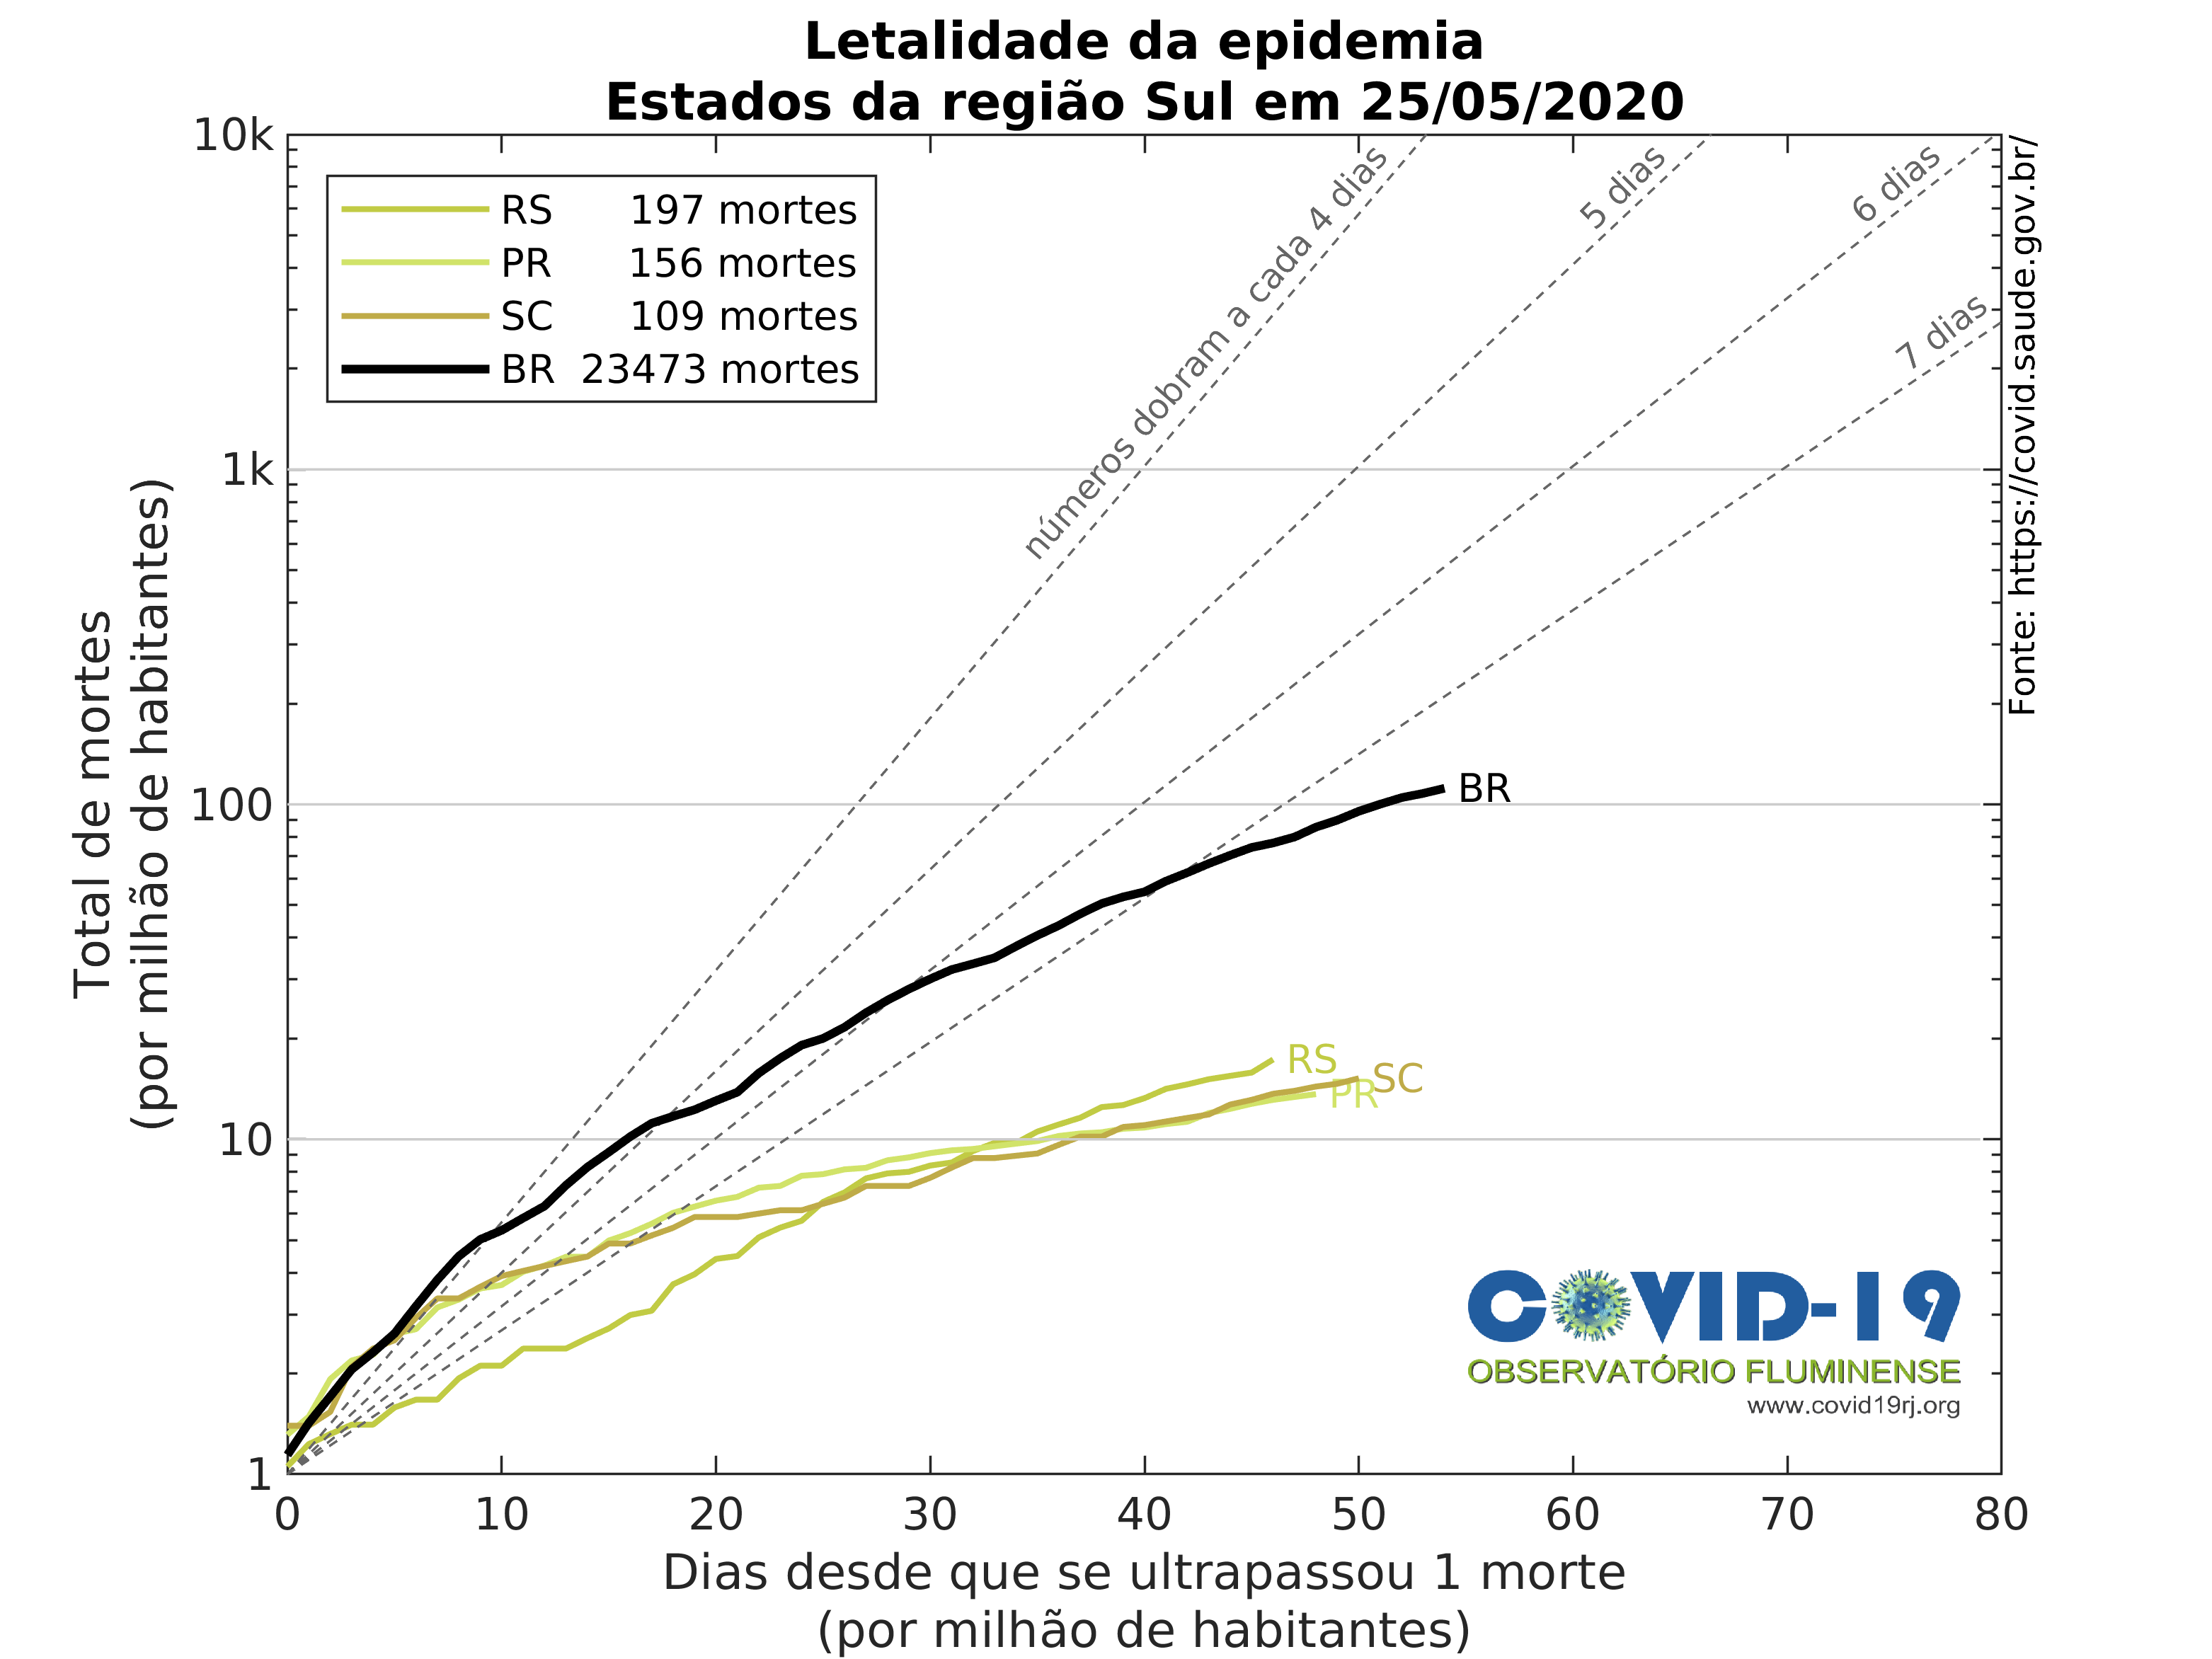 Letalidade da epidemia
Estados da região Sul em 25/05/2020
10k
1k
100
10
1
Total de mortes
(por milhão de habitantes)
RS 197 mortes
PR 156 mortes
SC 109 mortes
BR 23473 mortes
números dobram a cada 4 dias
5 dias
6 dias
7 dias
Fonte: https://covid.saude.gov.br/
BR
RS
SC
PR
COVID-19
OBSERVATÓRIO FLUMINENSE
www.covid19rj.org
0 10 20 30 40 50 60 70 80
Dias desde que se ultrapassou 1 morte
(por milhão de habitantes)